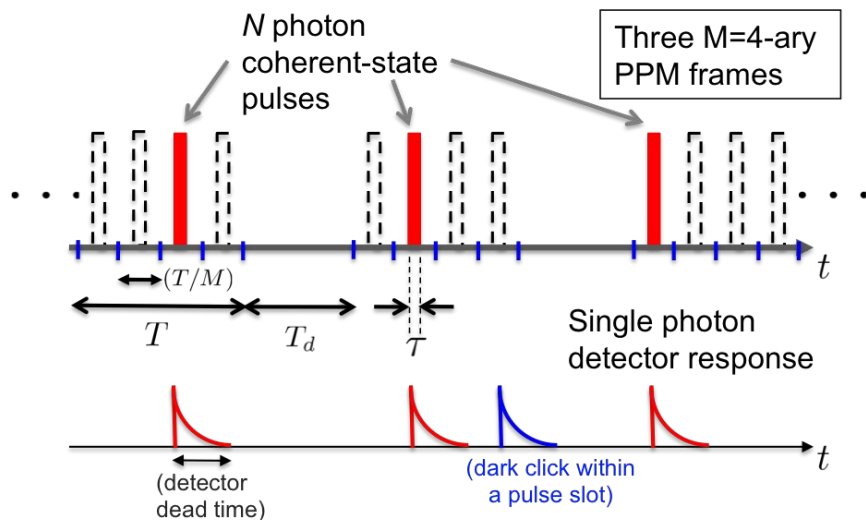 N photon
coherent-state
pulses
Three M=4-ary
PPM frames
. . .
. . .
t
(T/M)
T
T_d
τ
Single photon
detector response
t
(detector
dead time)
(dark click within
a pulse slot)